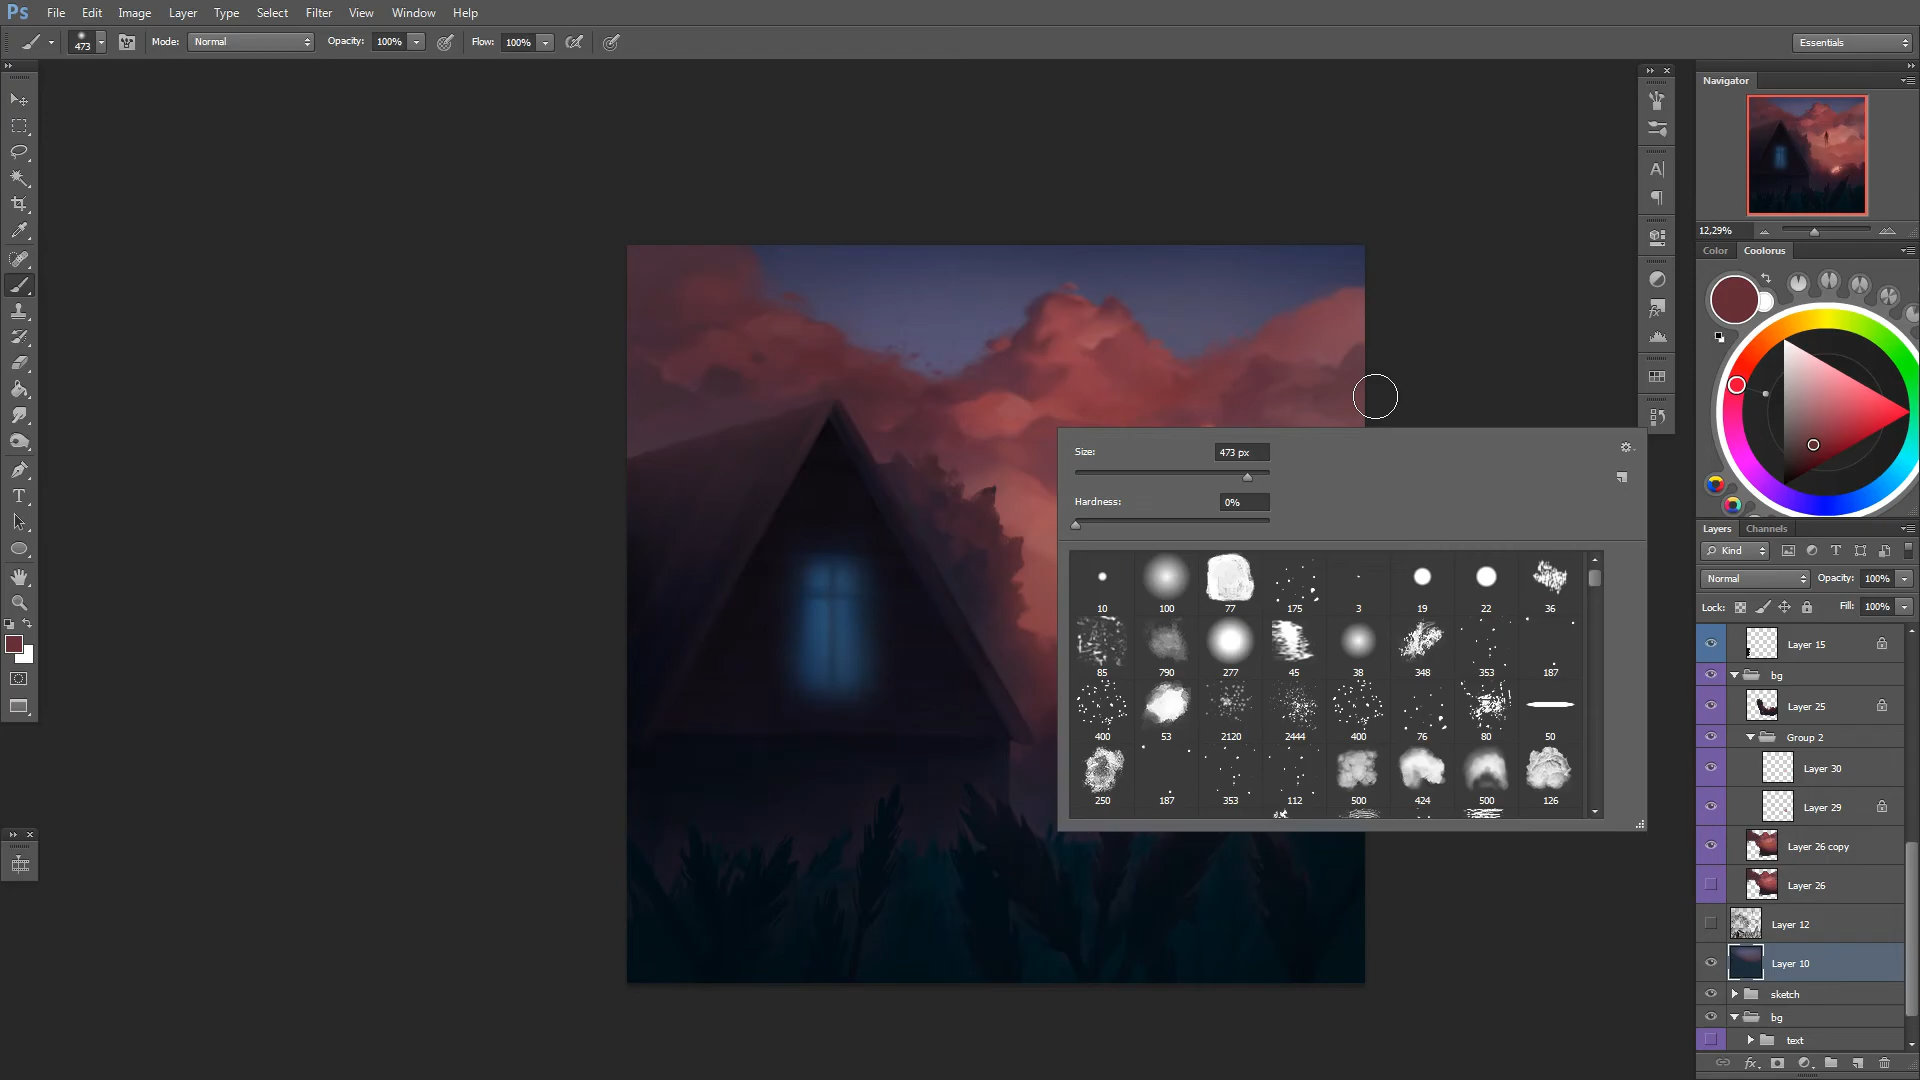 Ps File Edit Image Layer Type Select Filter View Window Help
473 Mode: Normal Opacity: 100% Flow: 100% Essentials
Navigator
12,29%
Color Coolorus
Size: 473 px
Hardness: 0%
10 100 77 175 3 19 22 36
85 790 277 45 38 348 353 187
400 53 2120 2444 400 76 80 50
250 187 353 112 500 424 500 126
Layers Channels
Kind
Normal Opacity: 100%
Lock: Fill: 100%
Layer 15
bg
Layer 25
Group 2
Layer 30
Layer 29
Layer 26 copy
Layer 26
Layer 12
Layer 10
sketch
bg
text